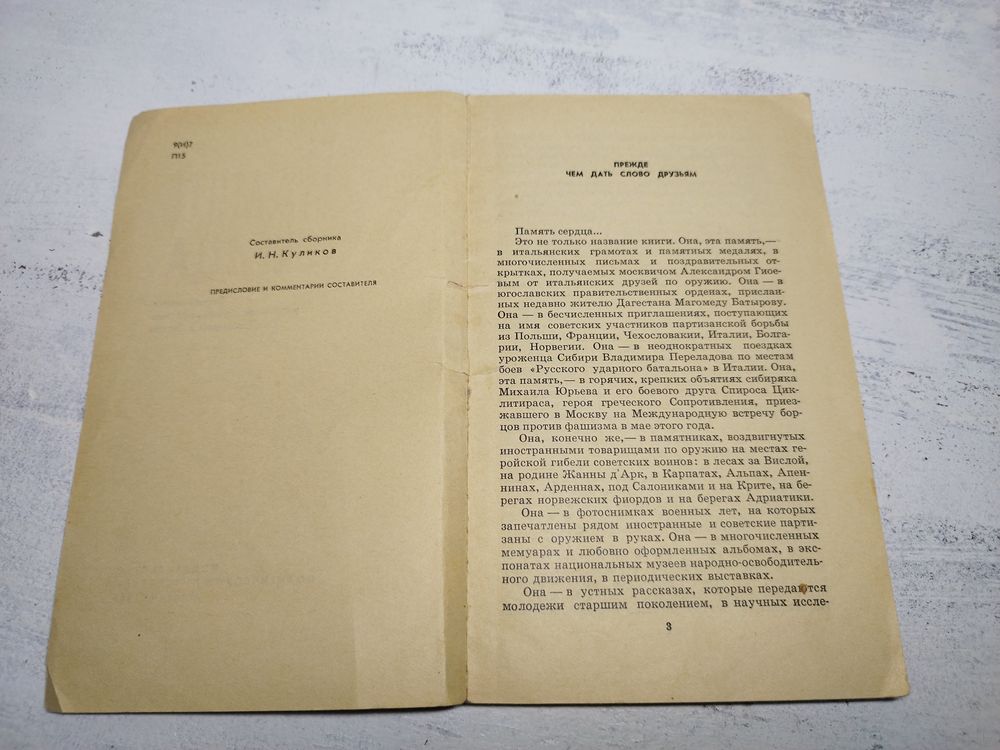 9(И)7
П15
Составитель сборника
И. Н. Куликов
ПРЕДИСЛОВИЕ И КОММЕНТАРИИ СОСТАВИТЕЛЯ
ПРЕЖДЕ
ЧЕМ ДАТЬ СЛОВО ДРУЗЬЯМ
Память сердца...
Это не только название книги. Она, эта память,—
в итальянских грамотах и памятных медалях, в
многочисленных письмах и поздравительных от-
крытках, получаемых москвичом Александром Гиое-
вым от итальянских друзей по оружию. Она — в
югославских правительственных орденах, прислан-
ных недавно жителю Дагестана Магомеду Батырову.
Она — в бесчисленных приглашениях, поступающих
на имя советских участников партизанской борьбы
из Польши, Франции, Чехословакии, Италии, Болга-
рии, Норвегии. Она — в неоднократных поездках
уроженца Сибири Владимира Переладова по местам
боев «Русского ударного батальона» в Италии. Она,
эта память,— в горячих, крепких объятиях сибиряка
Михаила Юрьева и его боевого друга Спироса Цик-
литираса, героя греческого Сопротивления, приез-
жавшего в Москву на Международную встречу бор-
цов против фашизма в мае этого года.
Она, конечно же,— в памятниках, воздвигнутых
иностранными товарищами по оружию на местах ге-
ройской гибели советских воинов: в лесах за Вислой,
на родине Жанны д'Арк, в Карпатах, Альпах, Апен-
нинах, Арденнах, под Салониками и на Крите, на бе-
регах норвежских фиордов и на берегах Адриатики.
Она — в фотоснимках военных лет, на которых
запечатлены рядом иностранные и советские парти-
заны с оружием в руках. Она — в многочисленных
мемуарах и любовно оформленных альбомах, в экс-
понатах национальных музеев народно-освободитель-
ного движения, в периодических выставках.
Она — в устных рассказах, которые передаются
молодежи старшим поколением, в научных иссле-
3